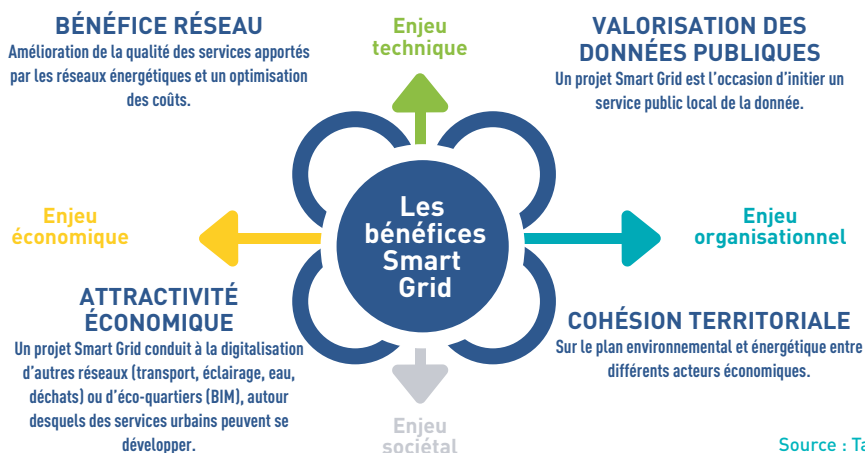 BÉNÉFICE RÉSEAU
Amélioration de la qualité des services apportés
par les réseaux énergétiques et un optimisation
des coûts.
Enjeu
technique
VALORISATION DES
DONNÉES PUBLIQUES
Un projet Smart Grid est l'occasion d'initier un
service public local de la donnée.
Enjeu
économique
Les
bénéfices
Smart
Grid
Enjeu
organisationnel
ATTRACTIVITÉ
ÉCONOMIQUE
Un projet Smart Grid conduit à la digitalisation
d'autres réseaux (transport, éclairage, eau,
déchats) ou d'éco-quartiers (BIM), autour
desquels des services urbains peuvent se
développer.
Enjeu
sociétal
COHÉSION TERRITORIALE
Sur le plan environnemental et énergétique entre
différents acteurs économiques.
Source :